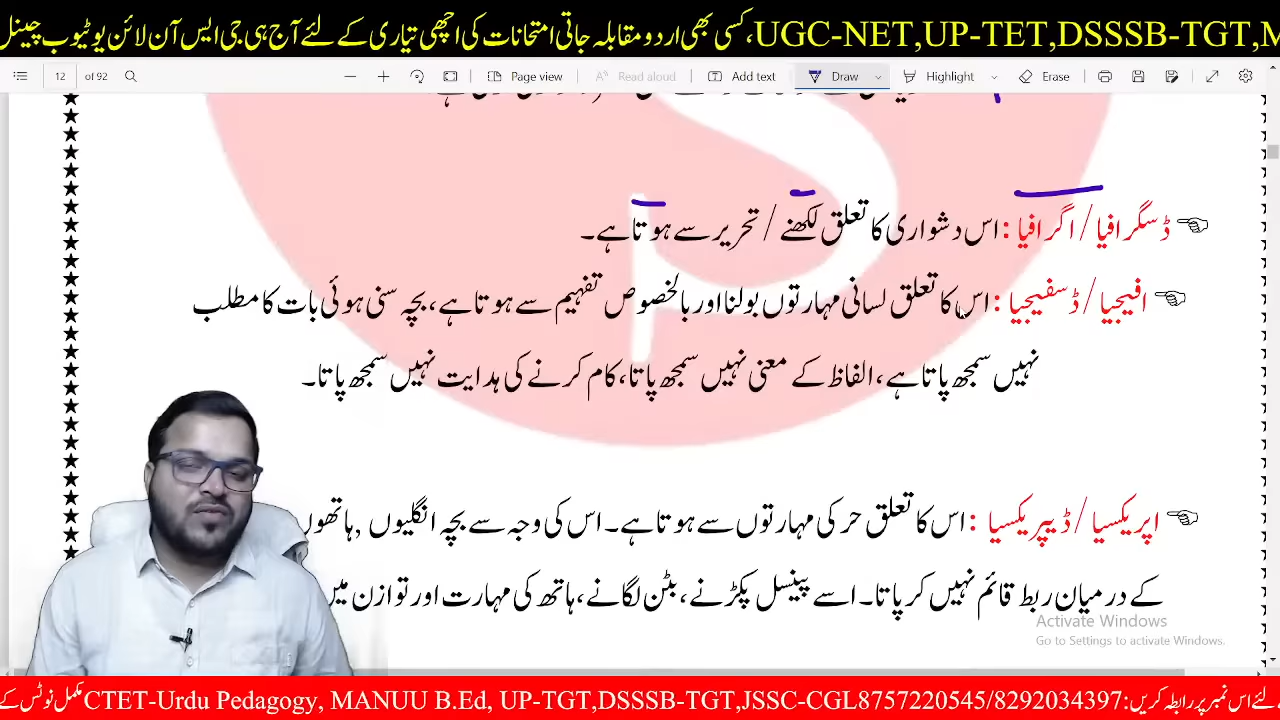 کسی بھی اردو مقابلہ جاتی امتحانات کی اچھی تیاری کے لئے آج ہی جی ایس آن لائن یوٹیوب چینل ،UGC-NET,UP-TET,DSSSB-TGT,M
12 of 92 Page view Read aloud Add text Draw Highlight Erase
ڈسگرافیا/اگرافیا : اس دشواری کا تعلق لکھنے / تحریر سے ہوتا ہے۔
افیجیا/ڈسفیجیا : اس کا تعلق لسانی مہارتوں بولنا اور بالخصوص تفہیم سے ہوتا ہے، بچہ سنی ہوئی بات کا مطلب
نہیں سمجھ پاتا ہے، الفاظ کے معنی نہیں سمجھ پاتا، کام کرنے کی ہدایت نہیں سمجھ پاتا۔
اپریکسیا/ڈیپریکسیا : اس کا تعلق حرکی مہارتوں سے ہوتا ہے۔ اس کی وجہ سے بچہ انگلیوں ,ہاتھوں
کے درمیان ربط قائم نہیں کر پاتا۔ اسے پینسل پکڑنے، بٹن لگانے، ہاتھ کی مہارت اور توازن میں
Activate Windows
Go to Settings to activate Windows.
لئے اس نمبر پر رابطہ کریں:8757220545/8292034397 CTET-Urdu Pedagogy, MANUU B.Ed, UP-TGT,DSSSB-TGT,JSSC-CGL مکمل نوٹس کے